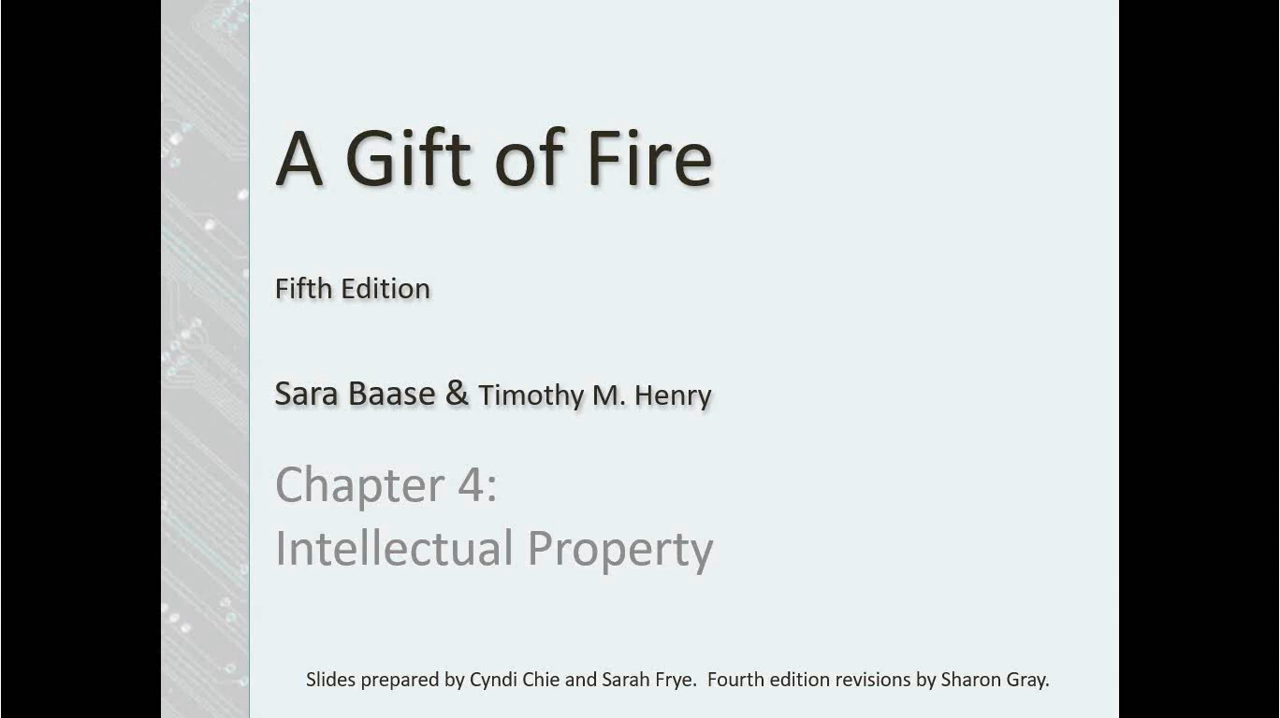 A Gift of Fire
Fifth Edition
Sara Baase & Timothy M. Henry
Chapter 4:
Intellectual Property
Slides prepared by Cyndi Chie and Sarah Frye.  Fourth edition revisions by Sharon Gray.